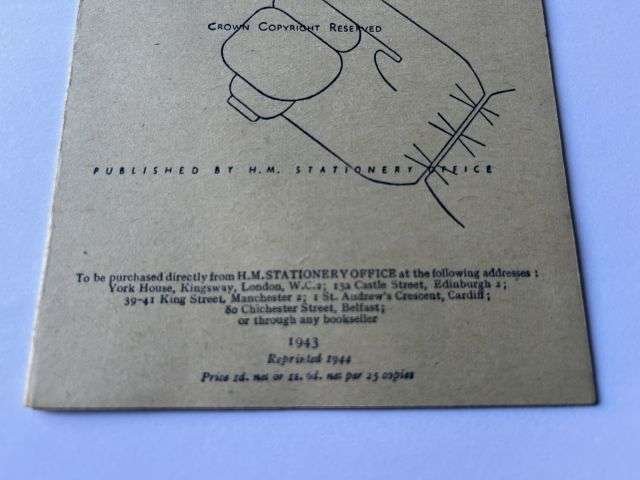 CROWN COPYRIGHT RESERVED
PUBLISHED BY H.M. STATIONERY OFFICE
To be purchased directly from H.M. STATIONERY OFFICE at the following addresses :
York House, Kingsway, London, W.C.2; 13a Castle Street, Edinburgh 2;
39-41 King Street, Manchester 2; 1 St. Andrew's Crescent, Cardiff;
80 Chichester Street, Belfast;
or through any bookseller
1943
Reprinted 1944
Price 1d. net or 1s. 6d. net per 25 copies